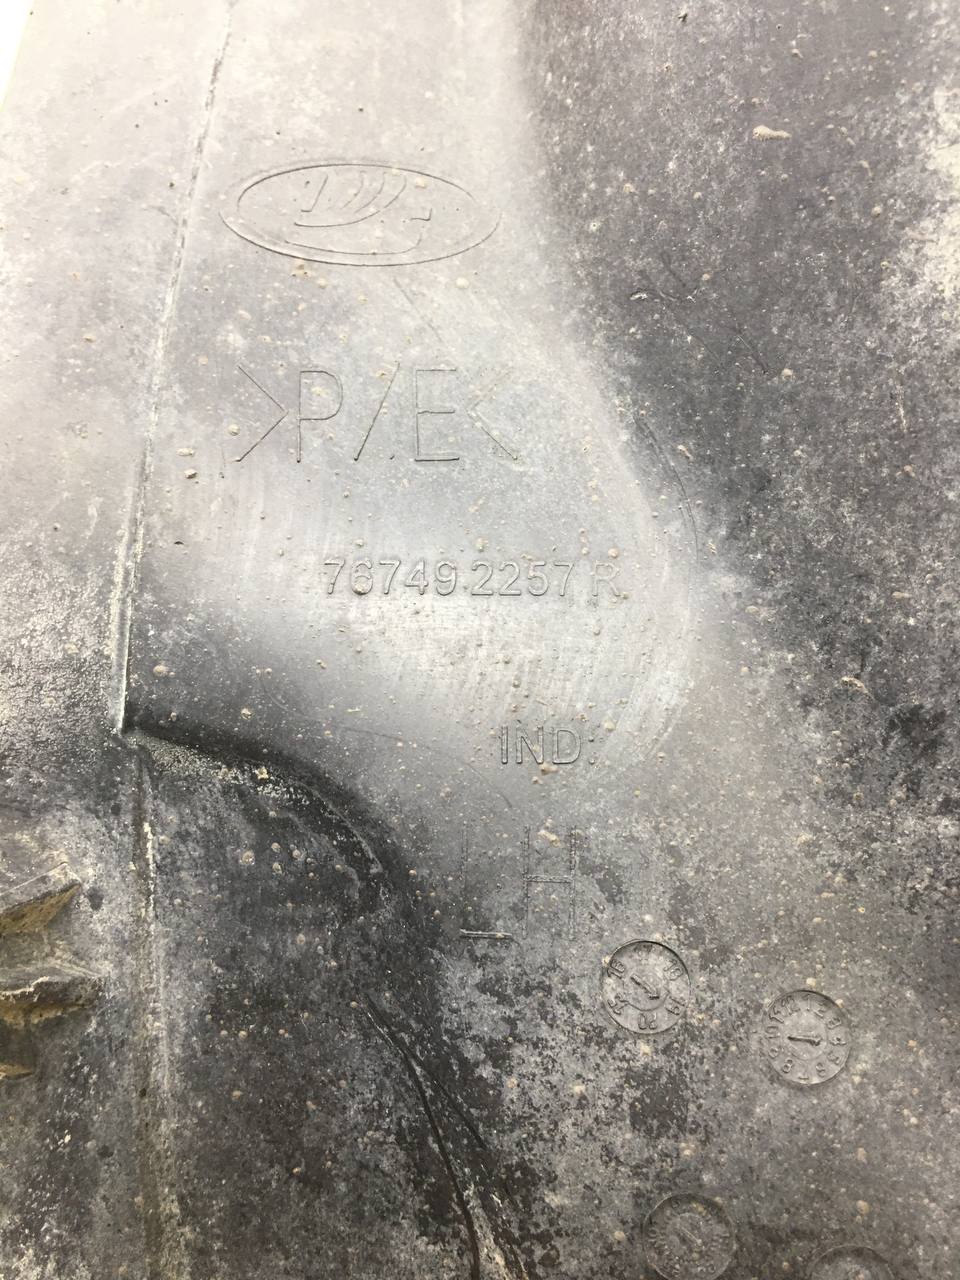 >P/E<
76749 2257 R
IND:
LH